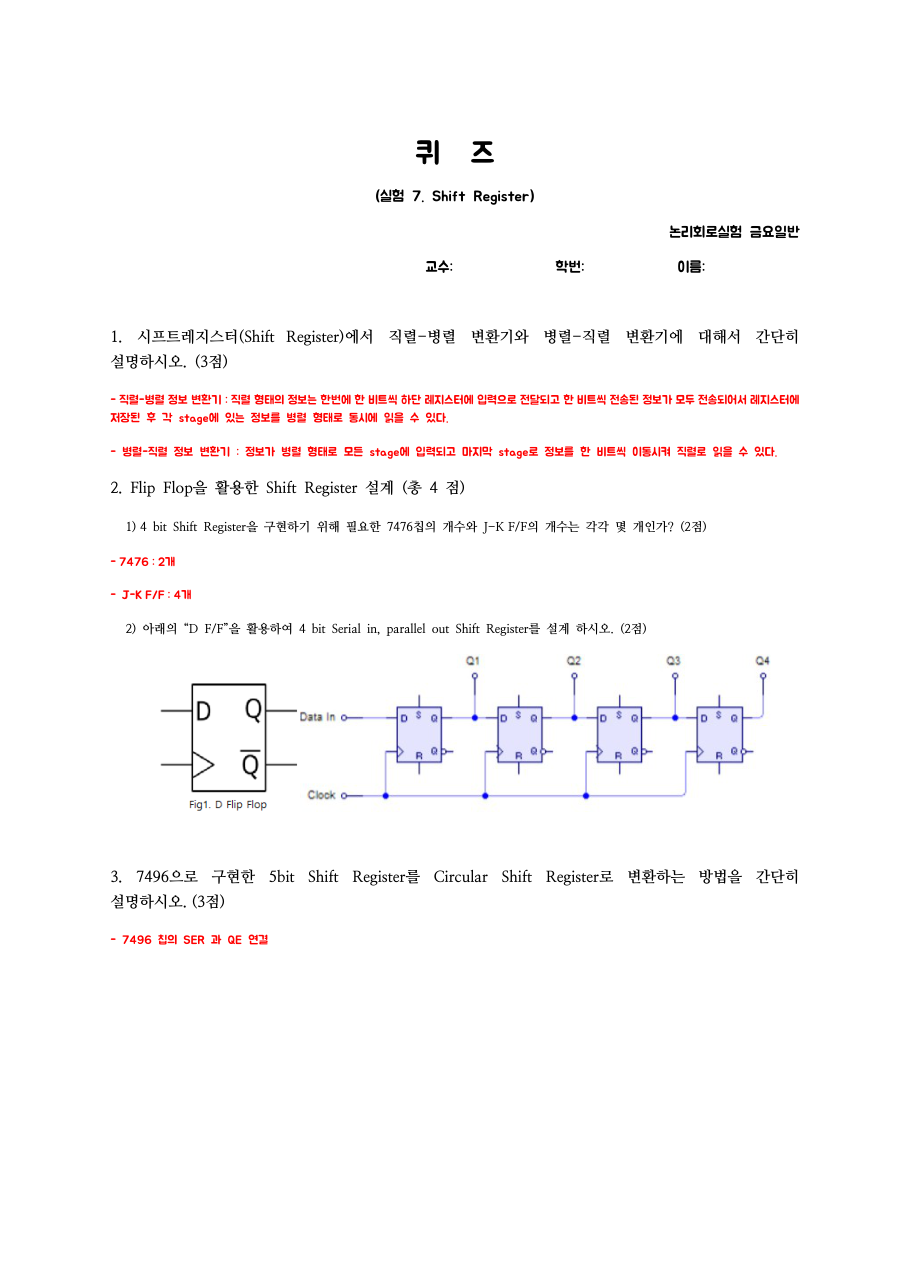 퀴 즈
(실험 7. Shift Register)
논리회로실험 금요일반
교수: 학번: 이름:
1. 시프트레지스터(Shift Register)에서 직렬-병렬 변환기와 병렬-직렬 변환기에 대해서 간단히
설명하시오. (3점)
- 직렬-병렬 정보 변환기 : 직렬 형태의 정보는 한번에 한 비트씩 하단 레지스터에 입력으로 전달되고 한 비트씩 전송된 정보가 모두 전송되어서 레지스터에
저장된 후 각 stage에 있는 정보를 병렬 형태로 동시에 읽을 수 있다.
- 병렬-직렬 정보 변환기 : 정보가 병렬 형태로 모든 stage에 입력되고 마지막 stage로 정보를 한 비트씩 이동시켜 직렬로 읽을 수 있다.
2. Flip Flop을 활용한 Shift Register 설계 (총 4 점)
1) 4 bit Shift Register을 구현하기 위해 필요한 7476칩의 개수와 J-K F/F의 개수는 각각 몇 개인가? (2점)
- 7476 : 2개
- J-K F/F : 4개
2) 아래의 “D F/F”을 활용하여 4 bit Serial in, parallel out Shift Register를 설계 하시오. (2점)
Q1 Q2 Q3 Q4
D Q
Data In D S Q D S Q D S Q D S Q
Q
R Q R Q R Q R Q
Clock
Fig1. D Flip Flop
3. 7496으로 구현한 5bit Shift Register를 Circular Shift Register로 변환하는 방법을 간단히
설명하시오. (3점)
- 7496 칩의 SER 과 QE 연결